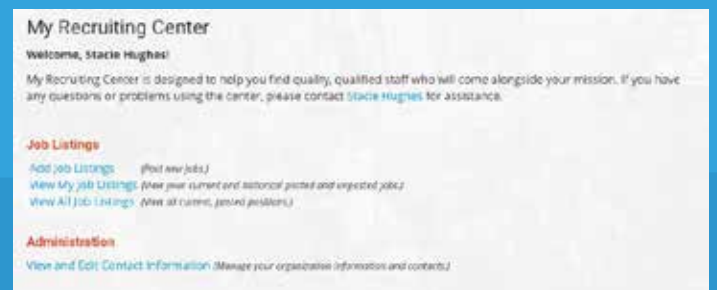 My Recruiting Center
Welcome, Stacie Hughes!
My Recruiting Center is designed to help you find quality, qualified staff who will come alongside your mission. If you have
any questions or problems using the center, please contact Stacie Hughes for assistance.
Job Listings
Add Job Listings (Post new jobs.)
View My Job Listings (View your current and historical posted and unposted jobs.)
View All Job Listings (View all current, posted positions.)
Administration
View and Edit Contact Information (Manage your organization information and contacts.)